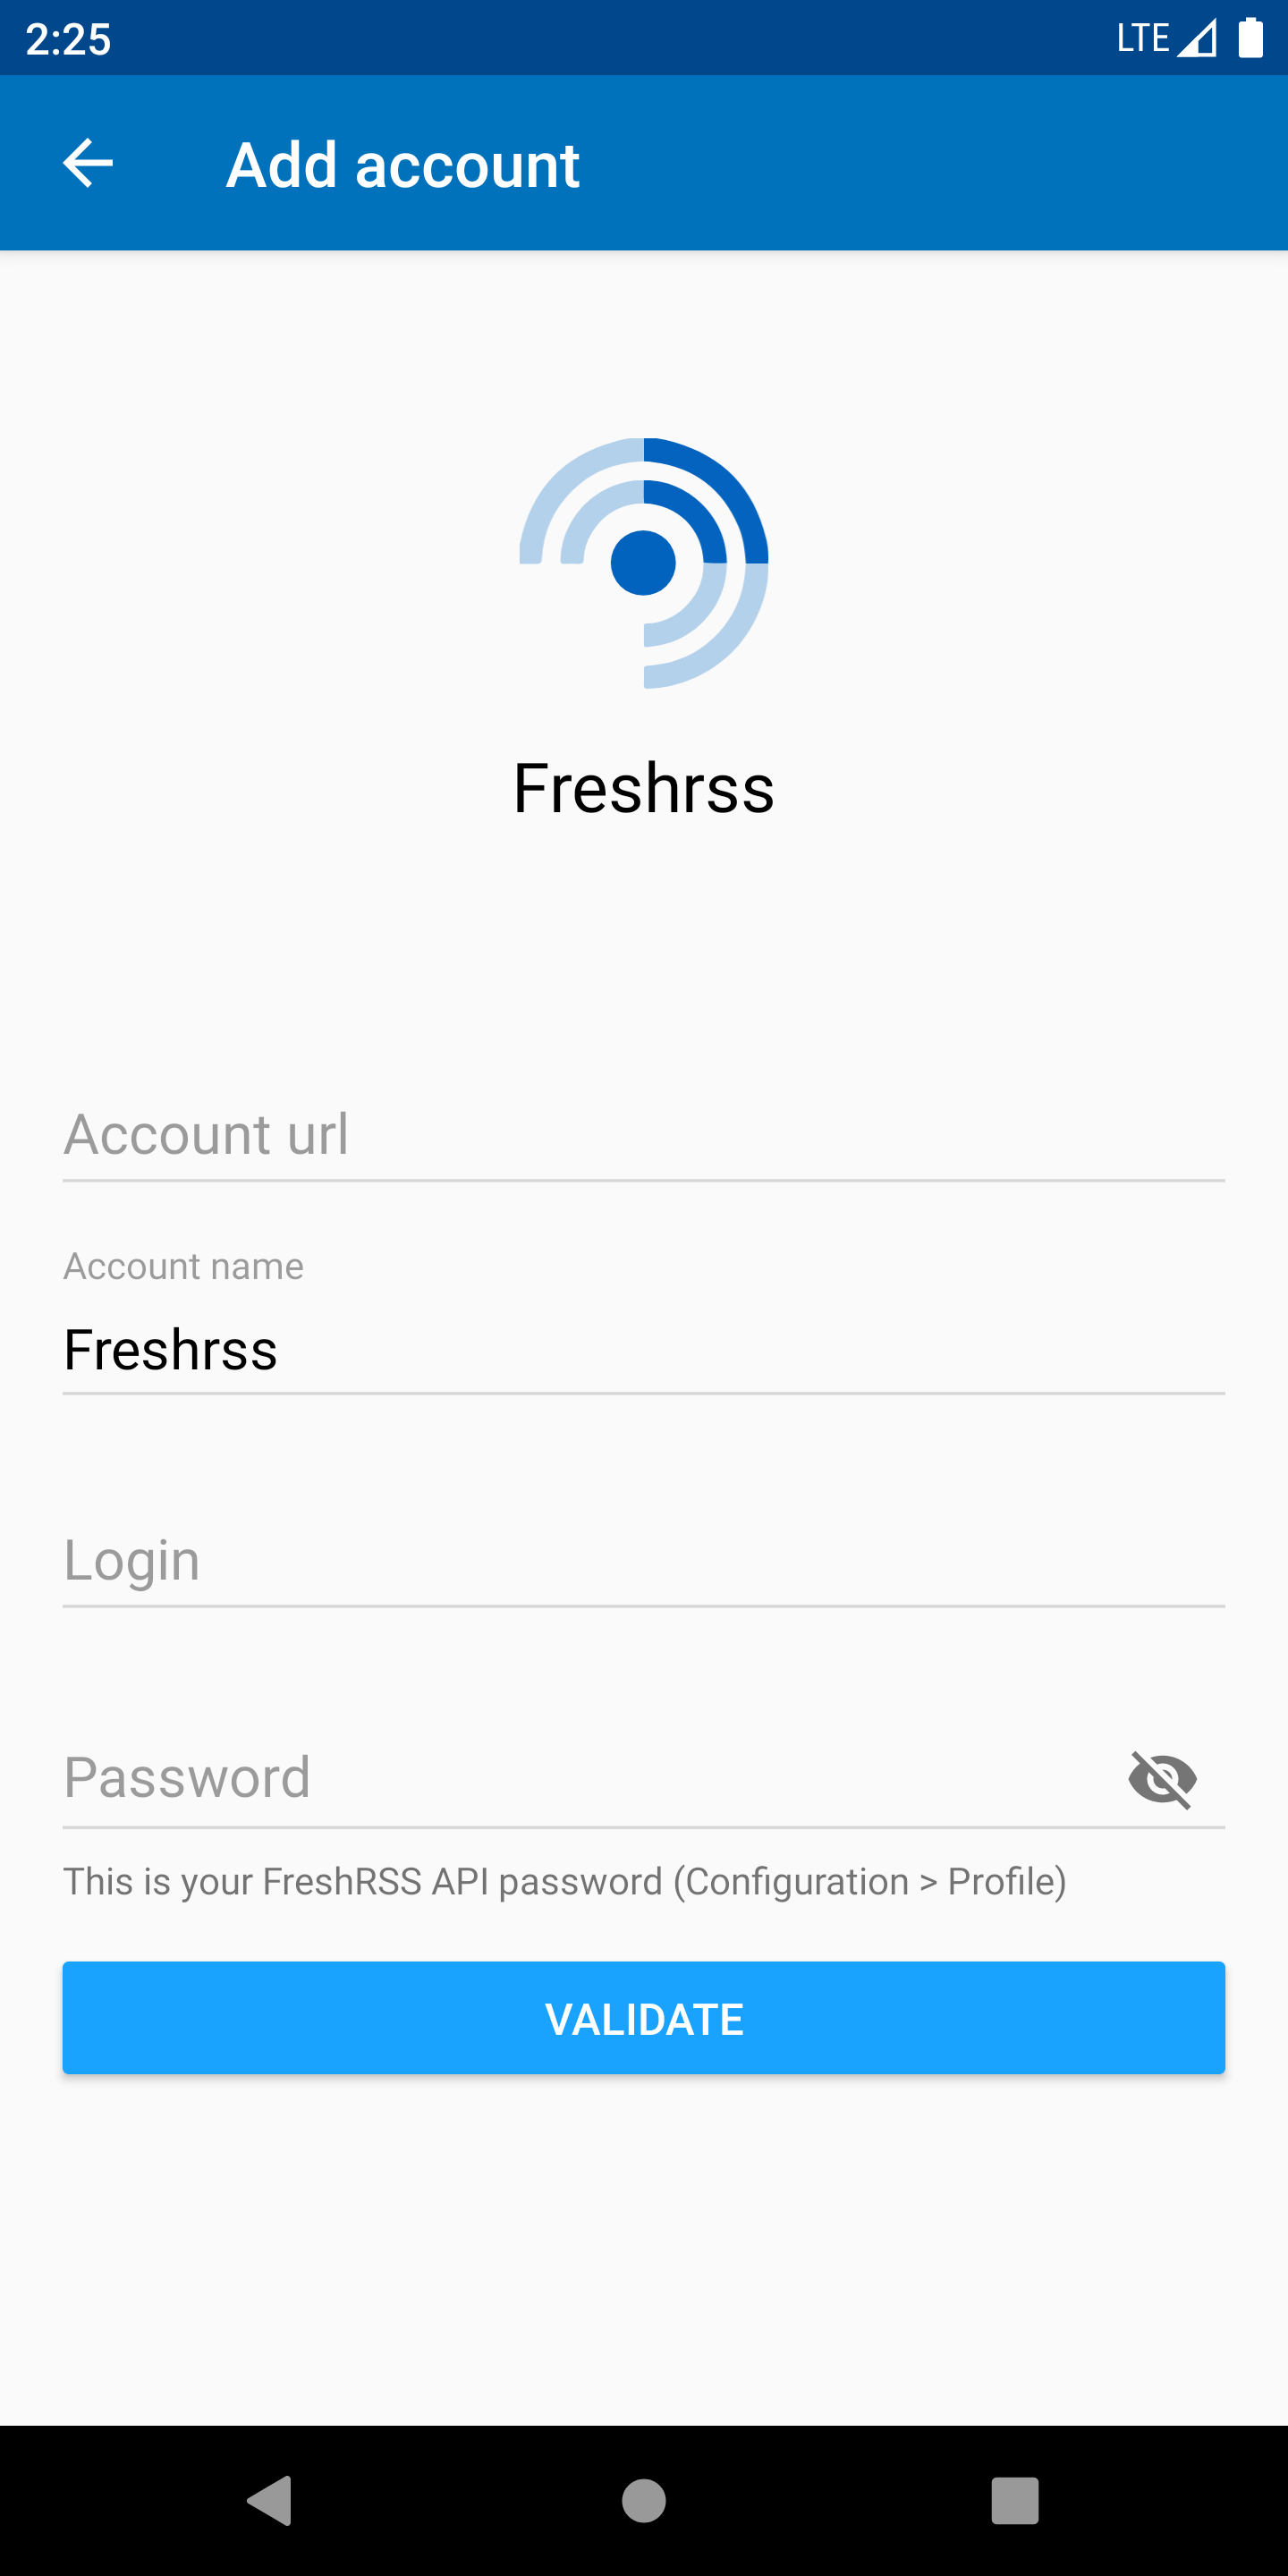 2:25
LTE
Add account
Freshrss
Account url
Account name
Freshrss
Login
Password
This is your FreshRSS API password (Configuration > Profile)
VALIDATE